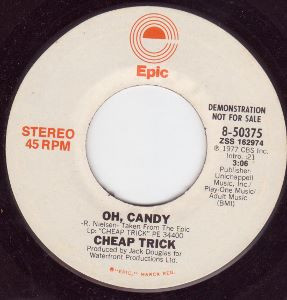 Epic
DEMONSTRATION
NOT FOR SALE
STEREO
45 RPM
8-50375
ZSS 162974
℗ 1977 CBS Inc.
Intro. :21
3:06
Publisher:
Unichappell
Music, Inc./
Play-One Music/
Adult Music
(BMI)
OH, CANDY
-R. Nielsen- Taken From The Epic
Lp: "CHEAP TRICK" PE 34400
CHEAP TRICK
Produced by Jack Douglas for
Waterfront Productions Ltd.
® "EPIC," MARCA REG.